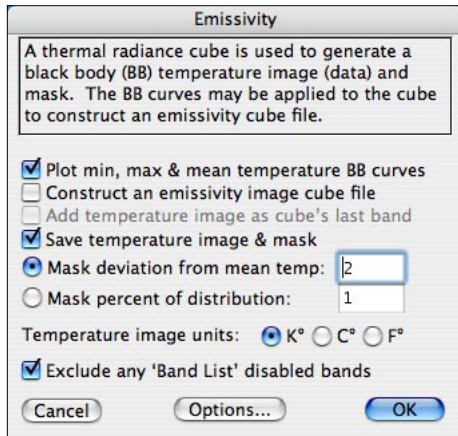 Emissivity
A thermal radiance cube is used to generate a
black body (BB) temperature image (data) and
mask. The BB curves may be applied to the cube
to construct an emissivity cube file.
Plot min, max & mean temperature BB curves
Construct an emissivity image cube file
Add temperature image as cube's last band
Save temperature image & mask
Mask deviation from mean temp: 2
Mask percent of distribution: 1
Temperature image units: K° C° F°
Exclude any 'Band List' disabled bands
Cancel Options... OK